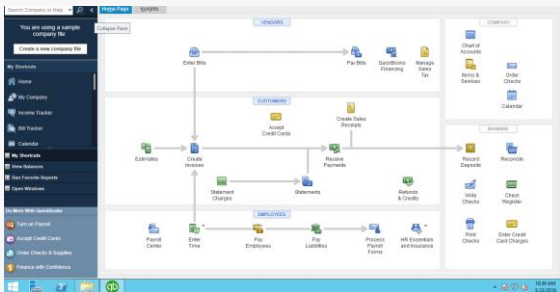 Search Company or Help
Home Page
Insights
Collapse Pane
You are using a sample
company file
Create a new company file
My Shortcuts
Home
My Company
Income Tracker
Bill Tracker
Calendar
My Shortcuts
View Balances
Run Favorite Reports
Open Windows
Do More With QuickBooks
Turn on Payroll
Accept Credit Cards
Order Checks & Supplies
Finance with Confidence
VENDORS
Enter Bills
Pay Bills
QuickBooks
Financing
Manage
Sales
Tax
CUSTOMERS
Accept
Credit Cards
Create Sales
Receipts
Estimates
Create
Invoices
Receive
Payments
Statement
Charges
Statements
Refunds
& Credits
EMPLOYEES
Payroll
Center
Enter
Time
Pay
Employees
Pay
Liabilities
Process
Payroll
Forms
HR Essentials
and Insurance
COMPANY
Chart of
Accounts
Items &
Services
Order
Checks
Calendar
BANKING
Record
Deposits
Reconcile
Write
Checks
Check
Register
Print
Checks
Enter Credit
Card Charges
qb